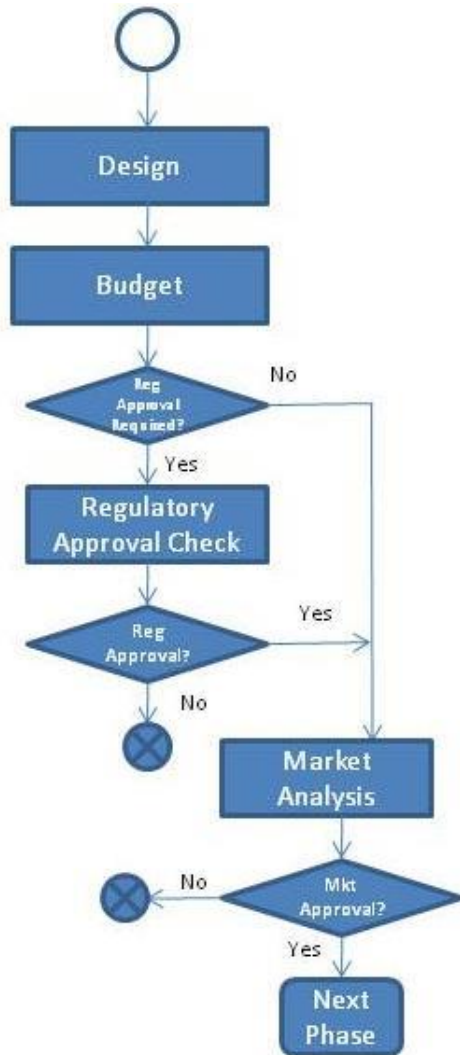 Design
Budget
Reg
Approval
Required?
No
Yes
Regulatory
Approval Check
Reg
Approval?
Yes
No
Market
Analysis
Mkt
Approval?
No
Yes
Next
Phase